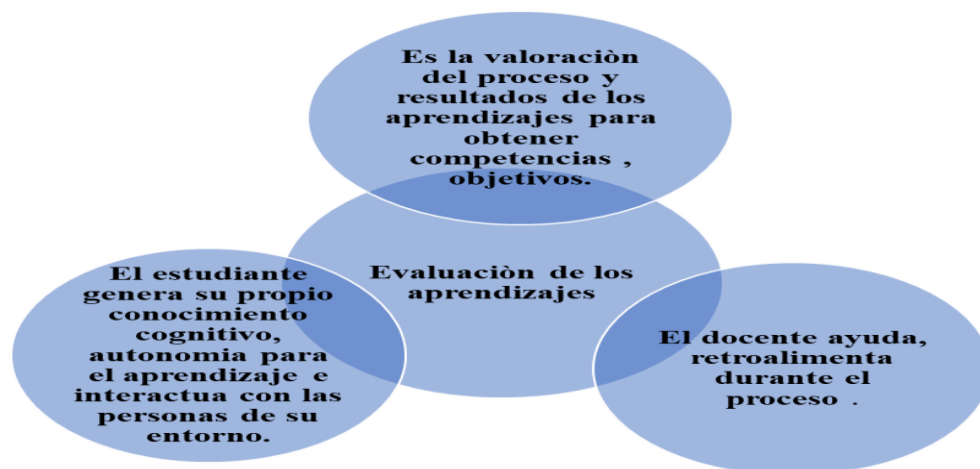 Es la valoraciòn
del proceso y
resultados de los
aprendizajes para
obtener
competencias ,
objetivos.
Evaluaciòn de los
aprendizajes
El estudiante
genera su propio
conocimiento
cognitivo,
autonomia para
el aprendizaje e
interactua con las
personas de su
entorno.
El docente ayuda,
retroalimenta
durante el
proceso .